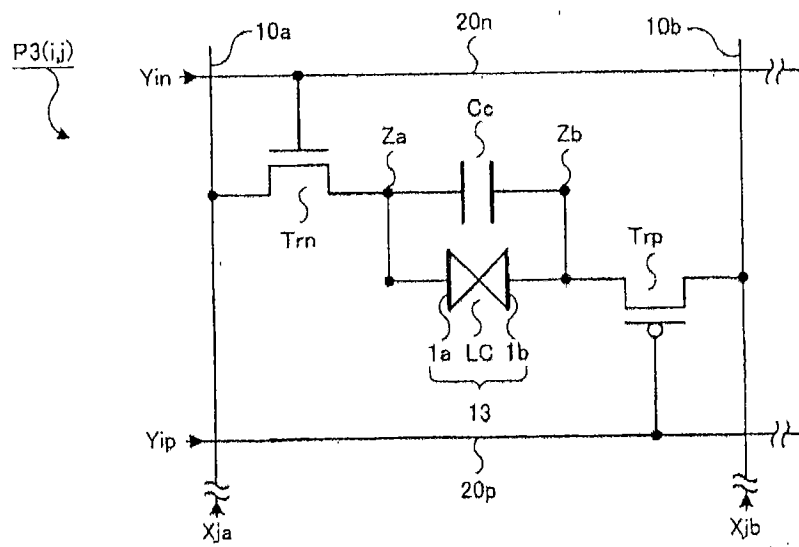 10a
20n
10b
P3(i,j)
Yin
Cc
Za
Zb
Trn
Trp
1a
LC
1b
13
Yip
20p
Xja
Xjb